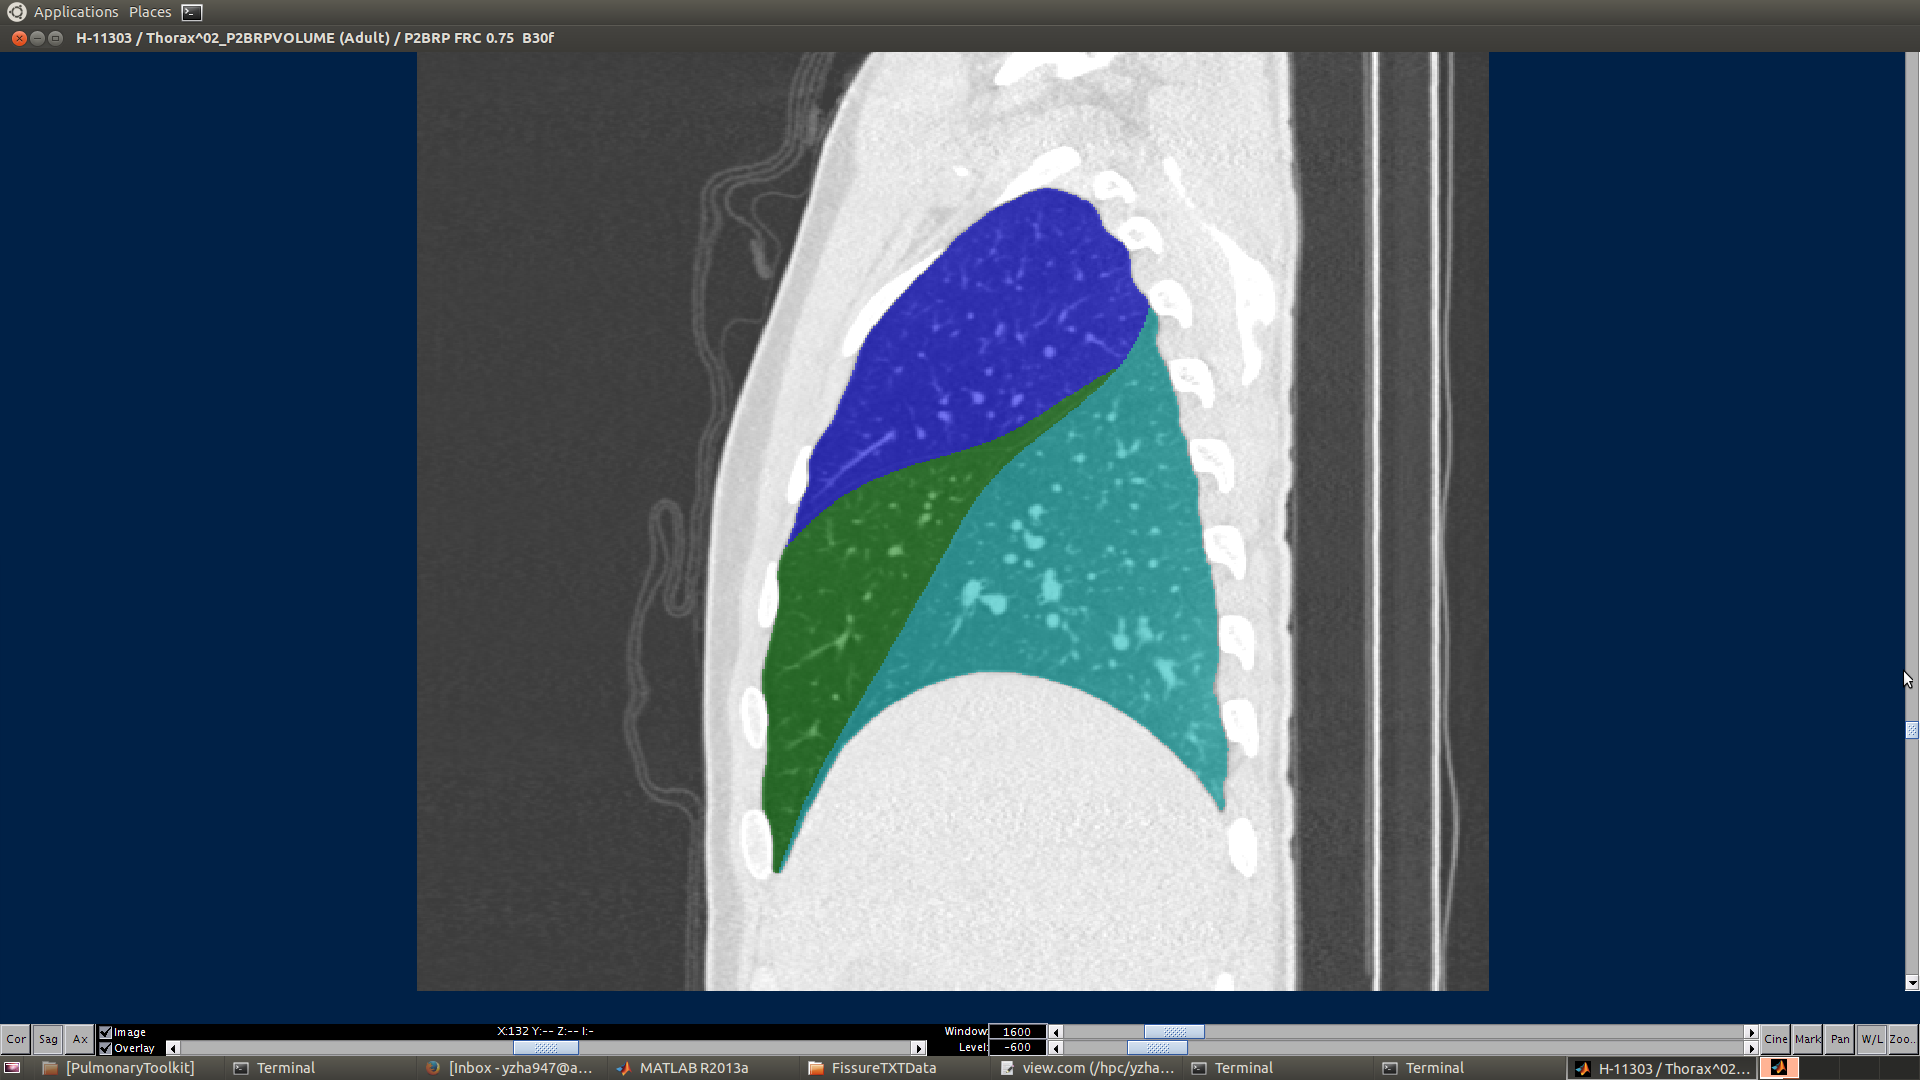 Applications Places
H-11303 / Thorax^02_P2BRPVOLUME (Adult) / P2BRP FRC 0.75 B30f
Cor Sag Ax
Image
Overlay
X:132 Y:-- Z:-- I:-
Window: 1600
Level: -600
Cine Mark Pan W/L Zoo..
[PulmonaryToolkit] Terminal [Inbox - yzha947@a... MATLAB R2013a FissureTXTData view.com (/hpc/yzha... Terminal Terminal H-11303 / Thorax^02...